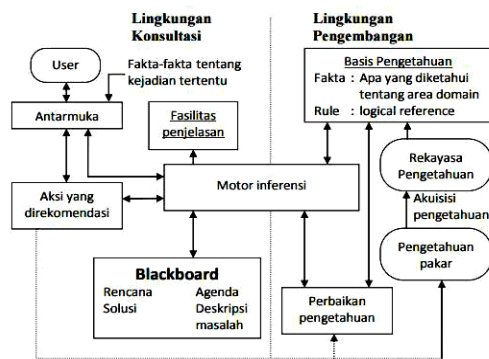 Lingkungan
Konsultasi
Lingkungan
Pengembangan
User
Fakta-fakta tentang
kejadian tertentu
Antarmuka
Fasilitas
penjelasan
Basis Pengetahuan
Fakta : Apa yang diketahui
tentang area domain
Rule : logical reference
Aksi yang
direkomendasi
Motor inferensi
Rekayasa
Pengetahuan
Akuisisi
pengetahuan
Pengetahuan
pakar
Blackboard
Rencana Agenda
Solusi Deskripsi
masalah
Perbaikan
pengetahuan